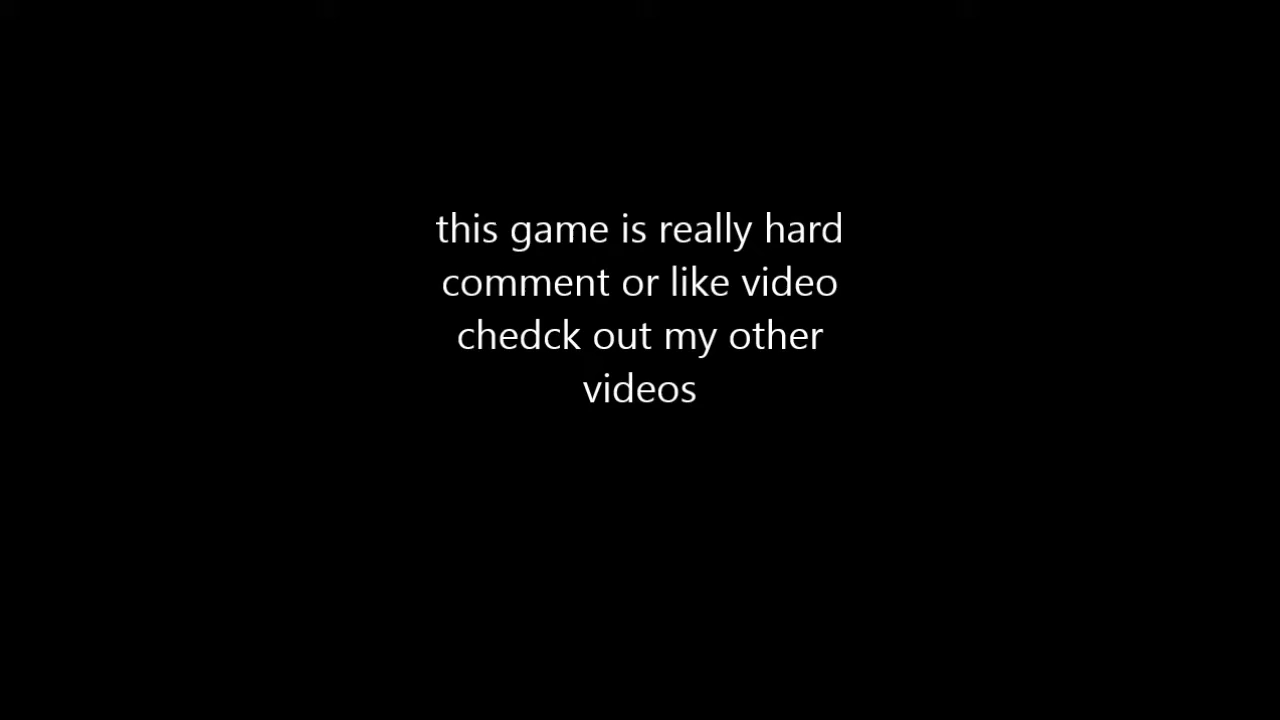 this game is really hard
comment or like video
chedck out my other
videos